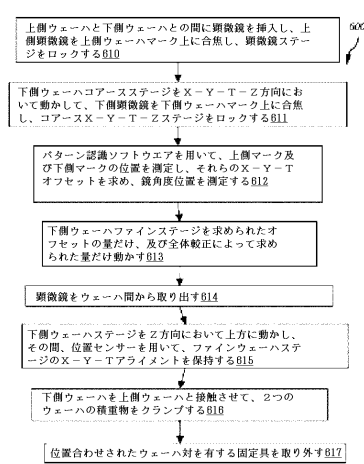 600
上側ウェーハと下側ウェーハとの間に顕微鏡を挿入し、上
側顕微鏡を上側ウェーハマーク上に合焦し、顕微鏡ステー
ジをロックする610
下側ウェーハコアースステージをX－Y－T－Z方向にお
いて動かして、下側顕微鏡を下側ウェーハマーク上に合焦
し、コアースX－Y－T－Zステージをロックする611
パターン認識ソフトウエアを用いて、上側マーク及
び下側マークの位置を測定し、それらのX－Y－T
オフセットを求め、鏡角度位置を測定する612
下側ウェーハファインステージを求められたオ
フセットの量だけ、及び全体較正によって求め
られた量だけ動かす613
顕微鏡をウェーハ間から取り出す614
下側ウェーハステージをZ方向において上方に動かし、
その間、位置センサーを用いて、ファインウェーハステ
ージのX－Y－Tアライメントを保持する615
下側ウェーハを上側ウェーハと接触させて、2つの
ウェーハの積重物をクランプする616
位置合わせされたウェーハ対を有する固定具を取り外す617